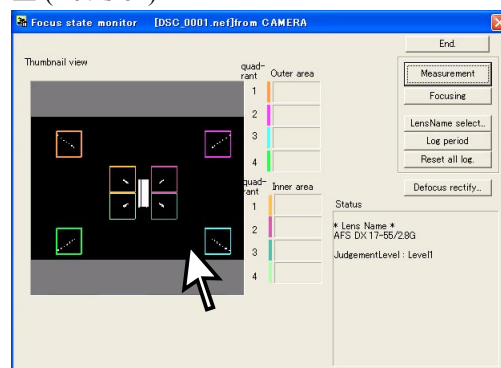 Focus state monitor [DSC_0001.nef]from CAMERA
End.
Thumbnail view
quad-
rant Outer area
1
2
3
4
Measurement
Focusing
LensName select..
Log period
Reset all log.
quad-
rant Inner area
1
2
3
4
Defocus rectify...
Status
* Lens Name *
AFS DX 17-55/2.8G
JudgementLevel : Level1